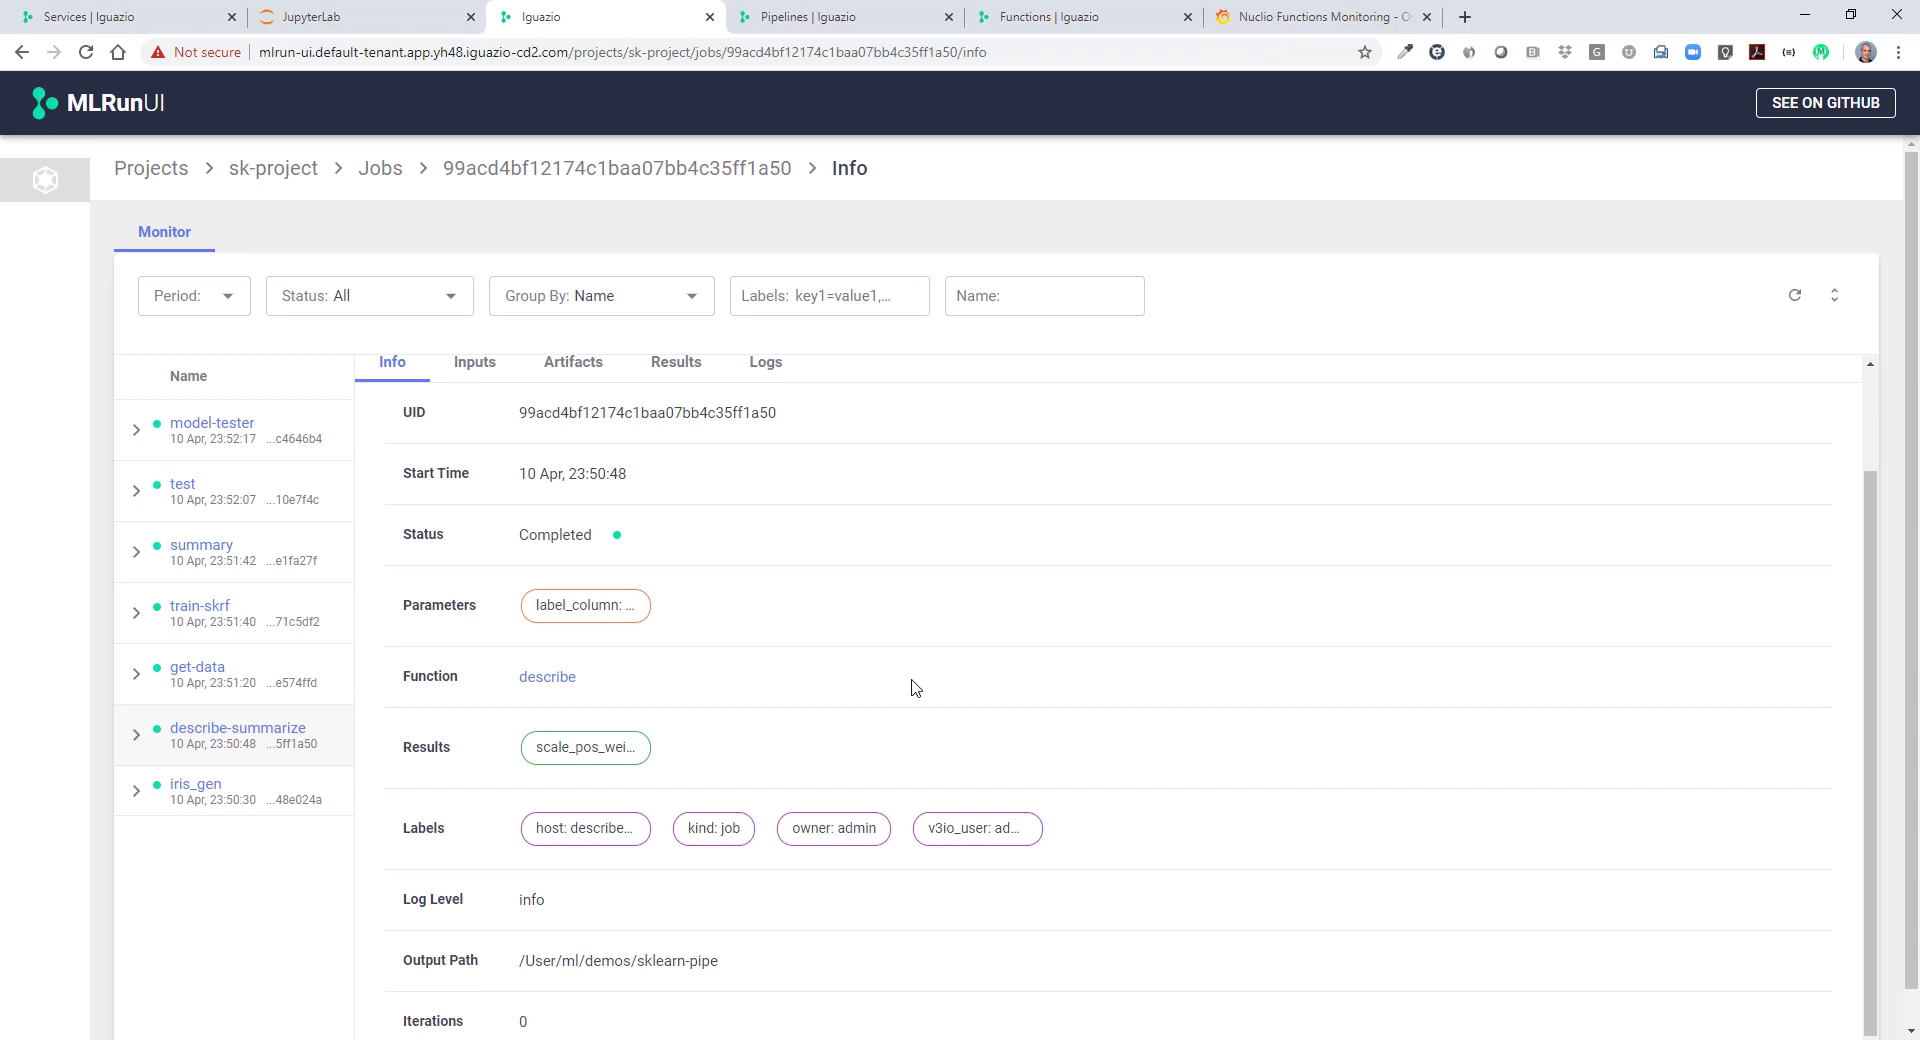 Services | Iguazio
JupyterLab
Iguazio
Pipelines | Iguazio
Functions | Iguazio
Nuclio Functions Monitoring -
Not secure
mlrun-ui.default-tenant.app.yh48.iguazio-cd2.com/projects/sk-project/jobs/99acd4bf12174c1baa07bb4c35ff1a50/info
MLRunUI
SEE ON GITHUB
Projects > sk-project > Jobs > 99acd4bf12174c1baa07bb4c35ff1a50 > Info
Monitor
Period:
Status: All
Group By: Name
Labels: key1=value1,...
Name:
Name
model-tester
10 Apr, 23:52:17 ...c4646b4
test
10 Apr, 23:52:07 ...10e7f4c
summary
10 Apr, 23:51:42 ...e1fa27f
train-skrf
10 Apr, 23:51:40 ...71c5df2
get-data
10 Apr, 23:51:20 ...e574ffd
describe-summarize
10 Apr, 23:50:48 ...5ff1a50
iris_gen
10 Apr, 23:50:30 ...48e024a
Info Inputs Artifacts Results Logs
UID 99acd4bf12174c1baa07bb4c35ff1a50
Start Time 10 Apr, 23:50:48
Status Completed
Parameters label_column: ...
Function describe
Results scale_pos_wei...
Labels host: describe... kind: job owner: admin v3io_user: ad...
Log Level info
Output Path /User/ml/demos/sklearn-pipe
Iterations 0